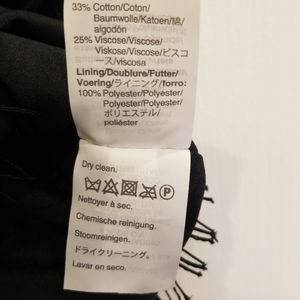 33% Cotton/Coton/
Baumwolle/Katoen/綿/
algodón
25% Viscose/Viscose/
Viskose/Viscose/ビスコ
ース/viscosa
Lining/Doublure/Futter/
Voering/ライニング/forro:
100% Polyester/Polyester/
Polyester/Polyester/
ポリエステル/
poliéster
Dry clean.
P
Nettoyer à sec.
Chemische reinigung.
Stoomreinigen.
ドライクリーニング。
Lavar en seco.